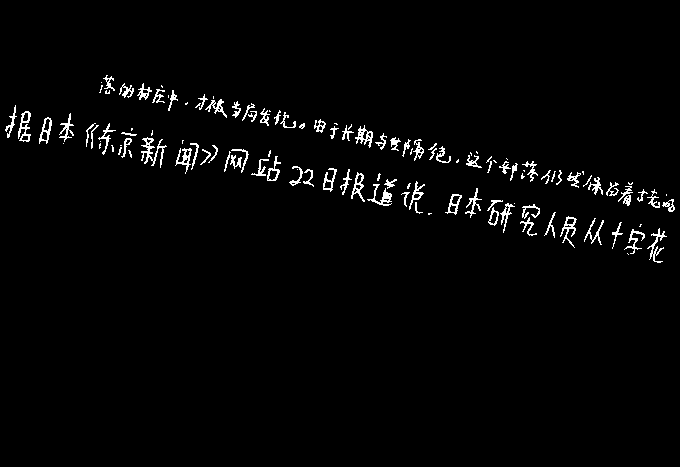 落的村庄中，才被当局发现。由于长期与世隔绝，这个部落仍然保留着古老的
据日本《东京新闻》网站22日报道说，日本研究人员从十字花